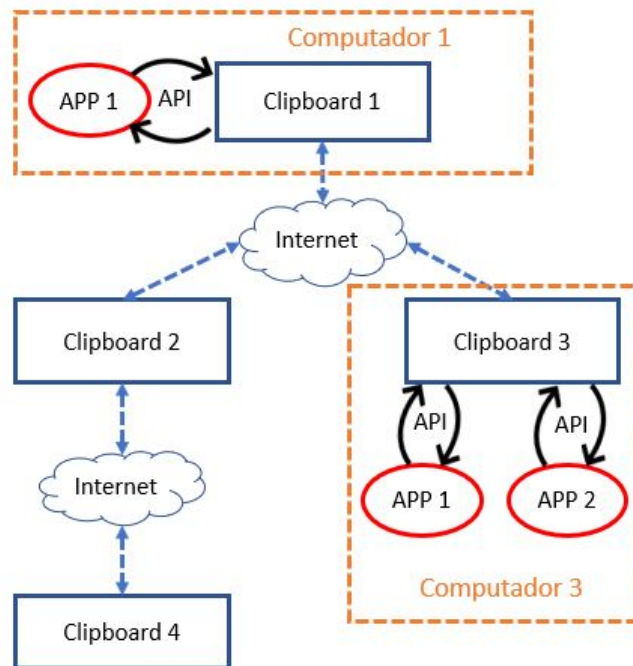 Computador 1
APP 1
API
Clipboard 1
Internet
Clipboard 2
Clipboard 3
API
API
Internet
APP 1
APP 2
Computador 3
Clipboard 4